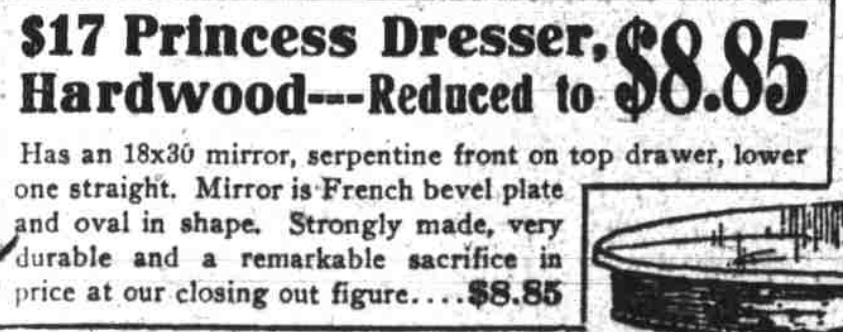 $17 Princess Dresser, $8.85
Hardwood---Reduced to
Has an 18x30 mirror, serpentine front on top drawer, lower
one straight. Mirror is French bevel plate
and oval in shape. Strongly made, very
durable and a remarkable sacrifice in
price at our closing out figure....$8.85